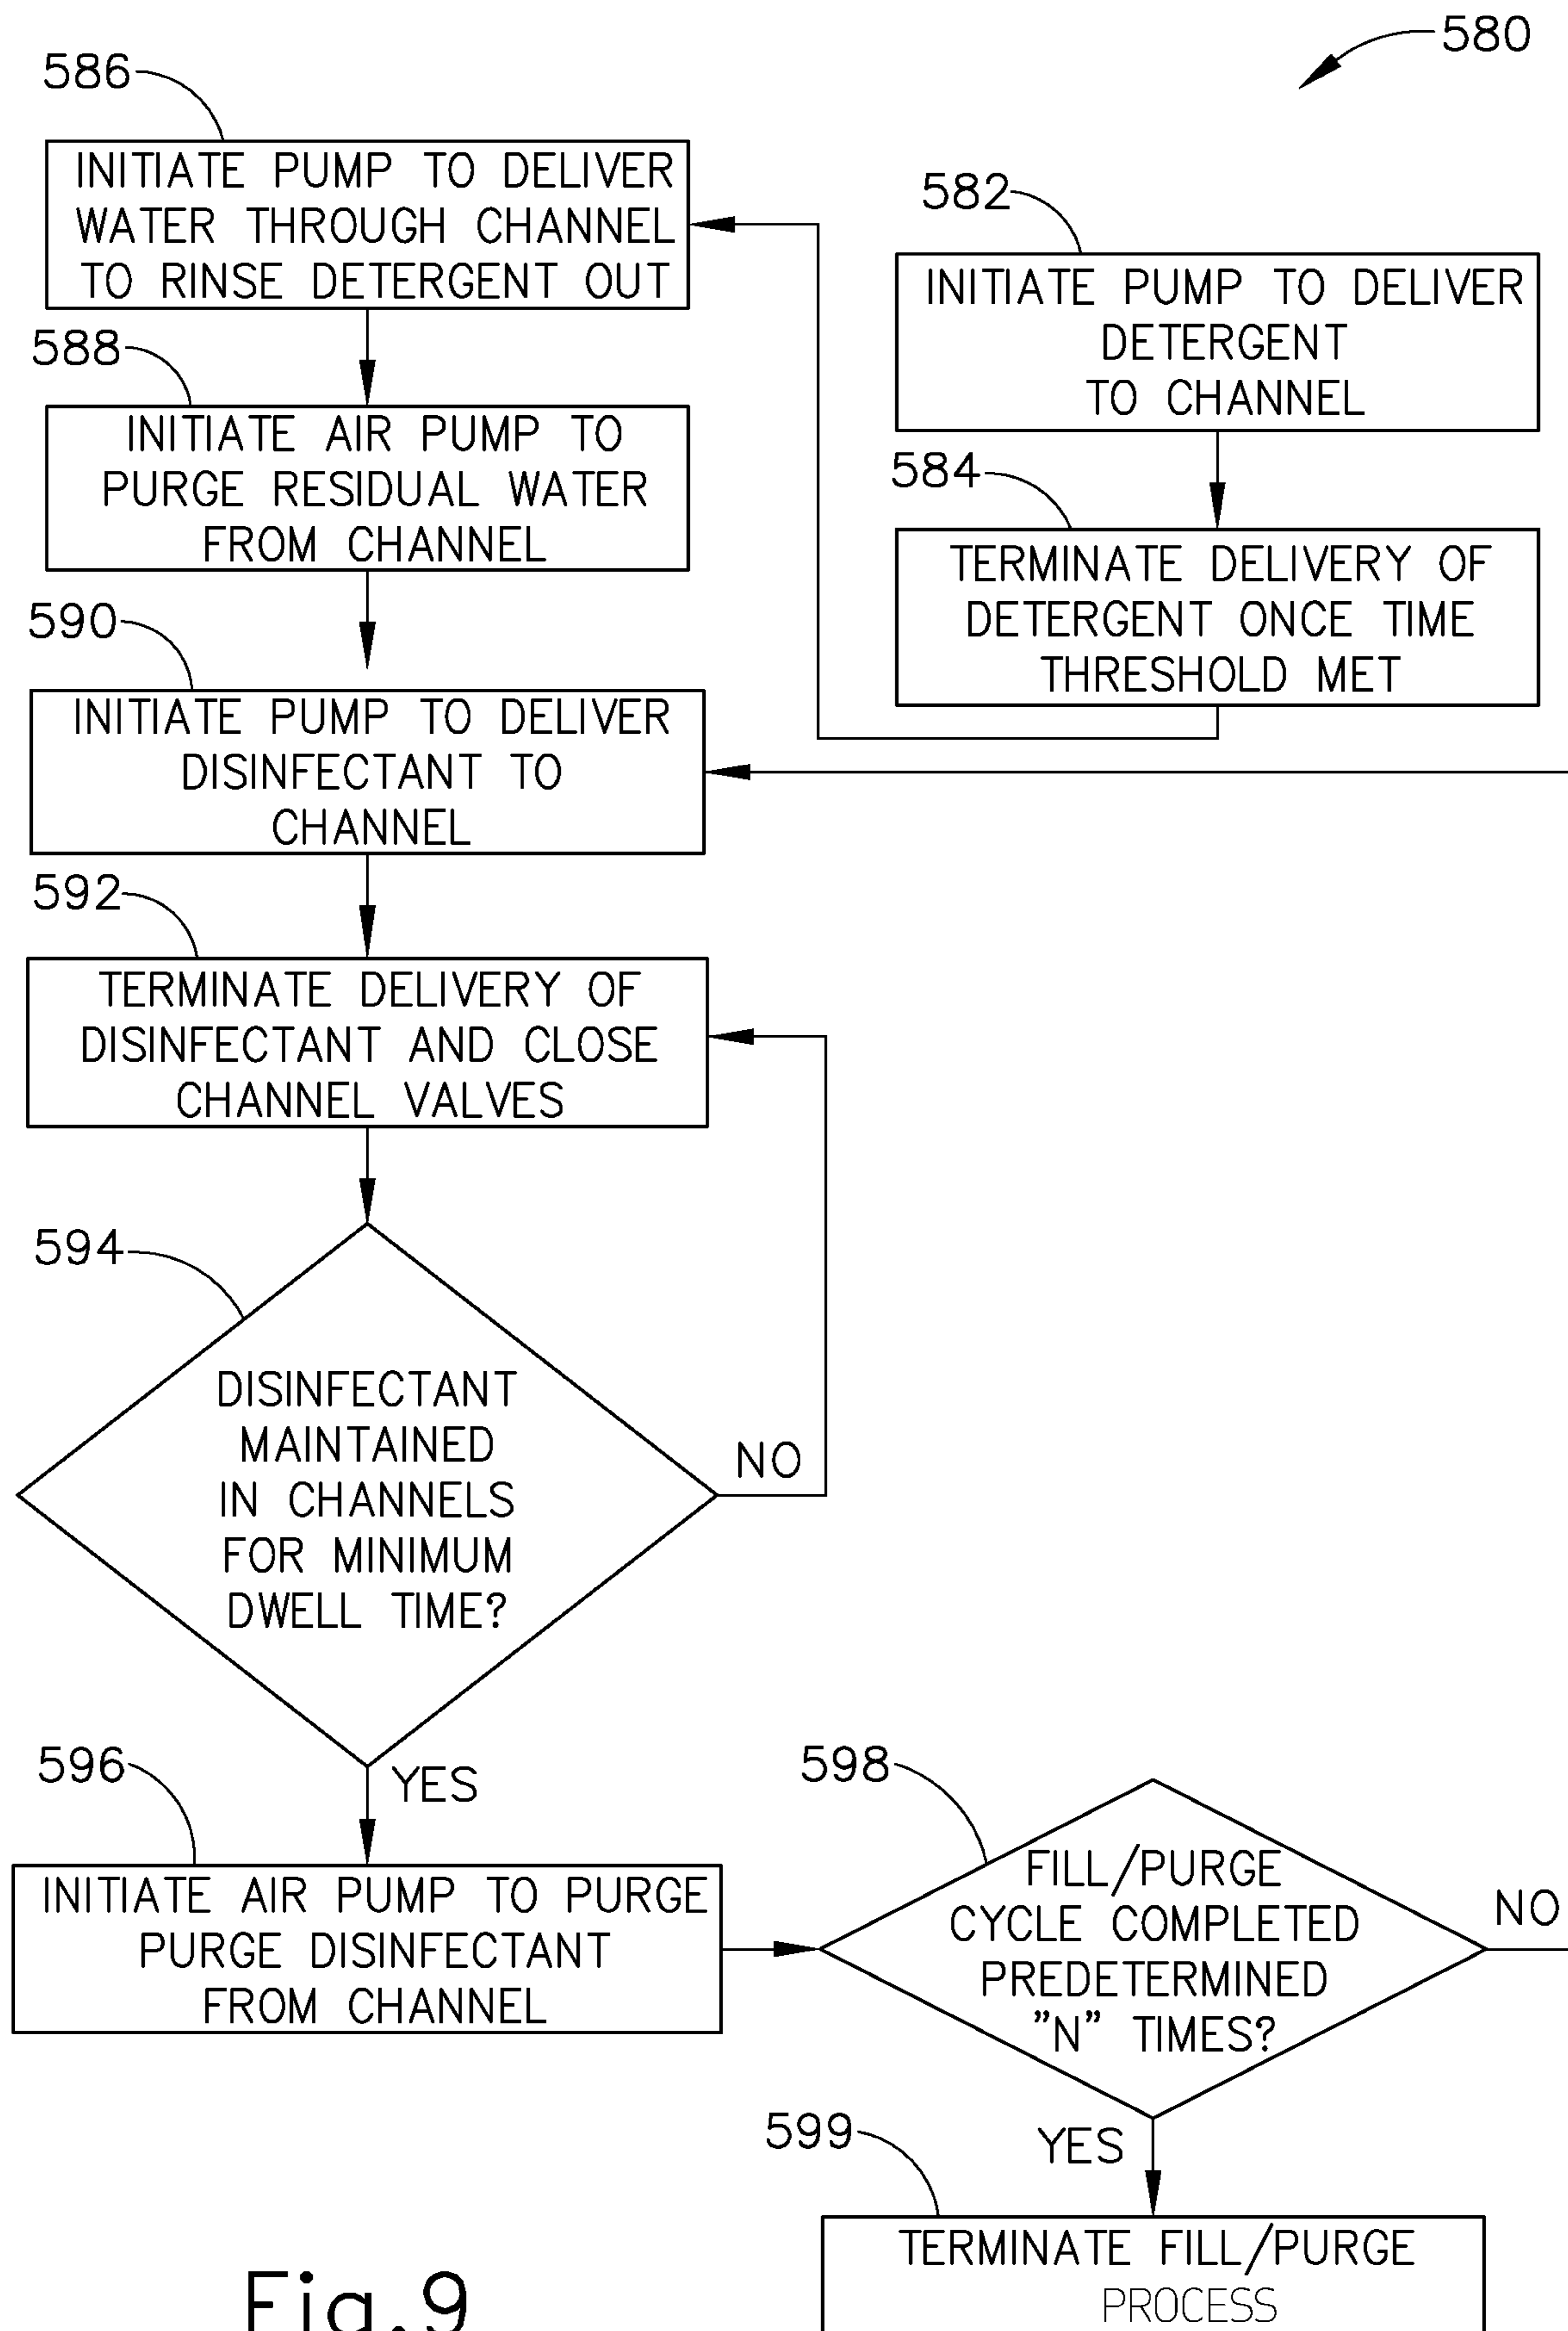 580
582
INITIATE PUMP TO DELIVER
DETERGENT
TO CHANNEL
584
TERMINATE DELIVERY OF
DETERGENT ONCE TIME
THRESHOLD MET
586
INITIATE PUMP TO DELIVER
WATER THROUGH CHANNEL
TO RINSE DETERGENT OUT
588
INITIATE AIR PUMP TO
PURGE RESIDUAL WATER
FROM CHANNEL
590
INITIATE PUMP TO DELIVER
DISINFECTANT TO
CHANNEL
592
TERMINATE DELIVERY OF
DISINFECTANT AND CLOSE
CHANNEL VALVES
594
DISINFECTANT
MAINTAINED
IN CHANNELS
FOR MINIMUM
DWELL TIME?
NO
YES
596
INITIATE AIR PUMP TO PURGE
PURGE DISINFECTANT
FROM CHANNEL
598
FILL/PURGE
CYCLE COMPLETED
PREDETERMINED
"N" TIMES?
NO
YES
599
TERMINATE FILL/PURGE
PROCESS
Fig.9